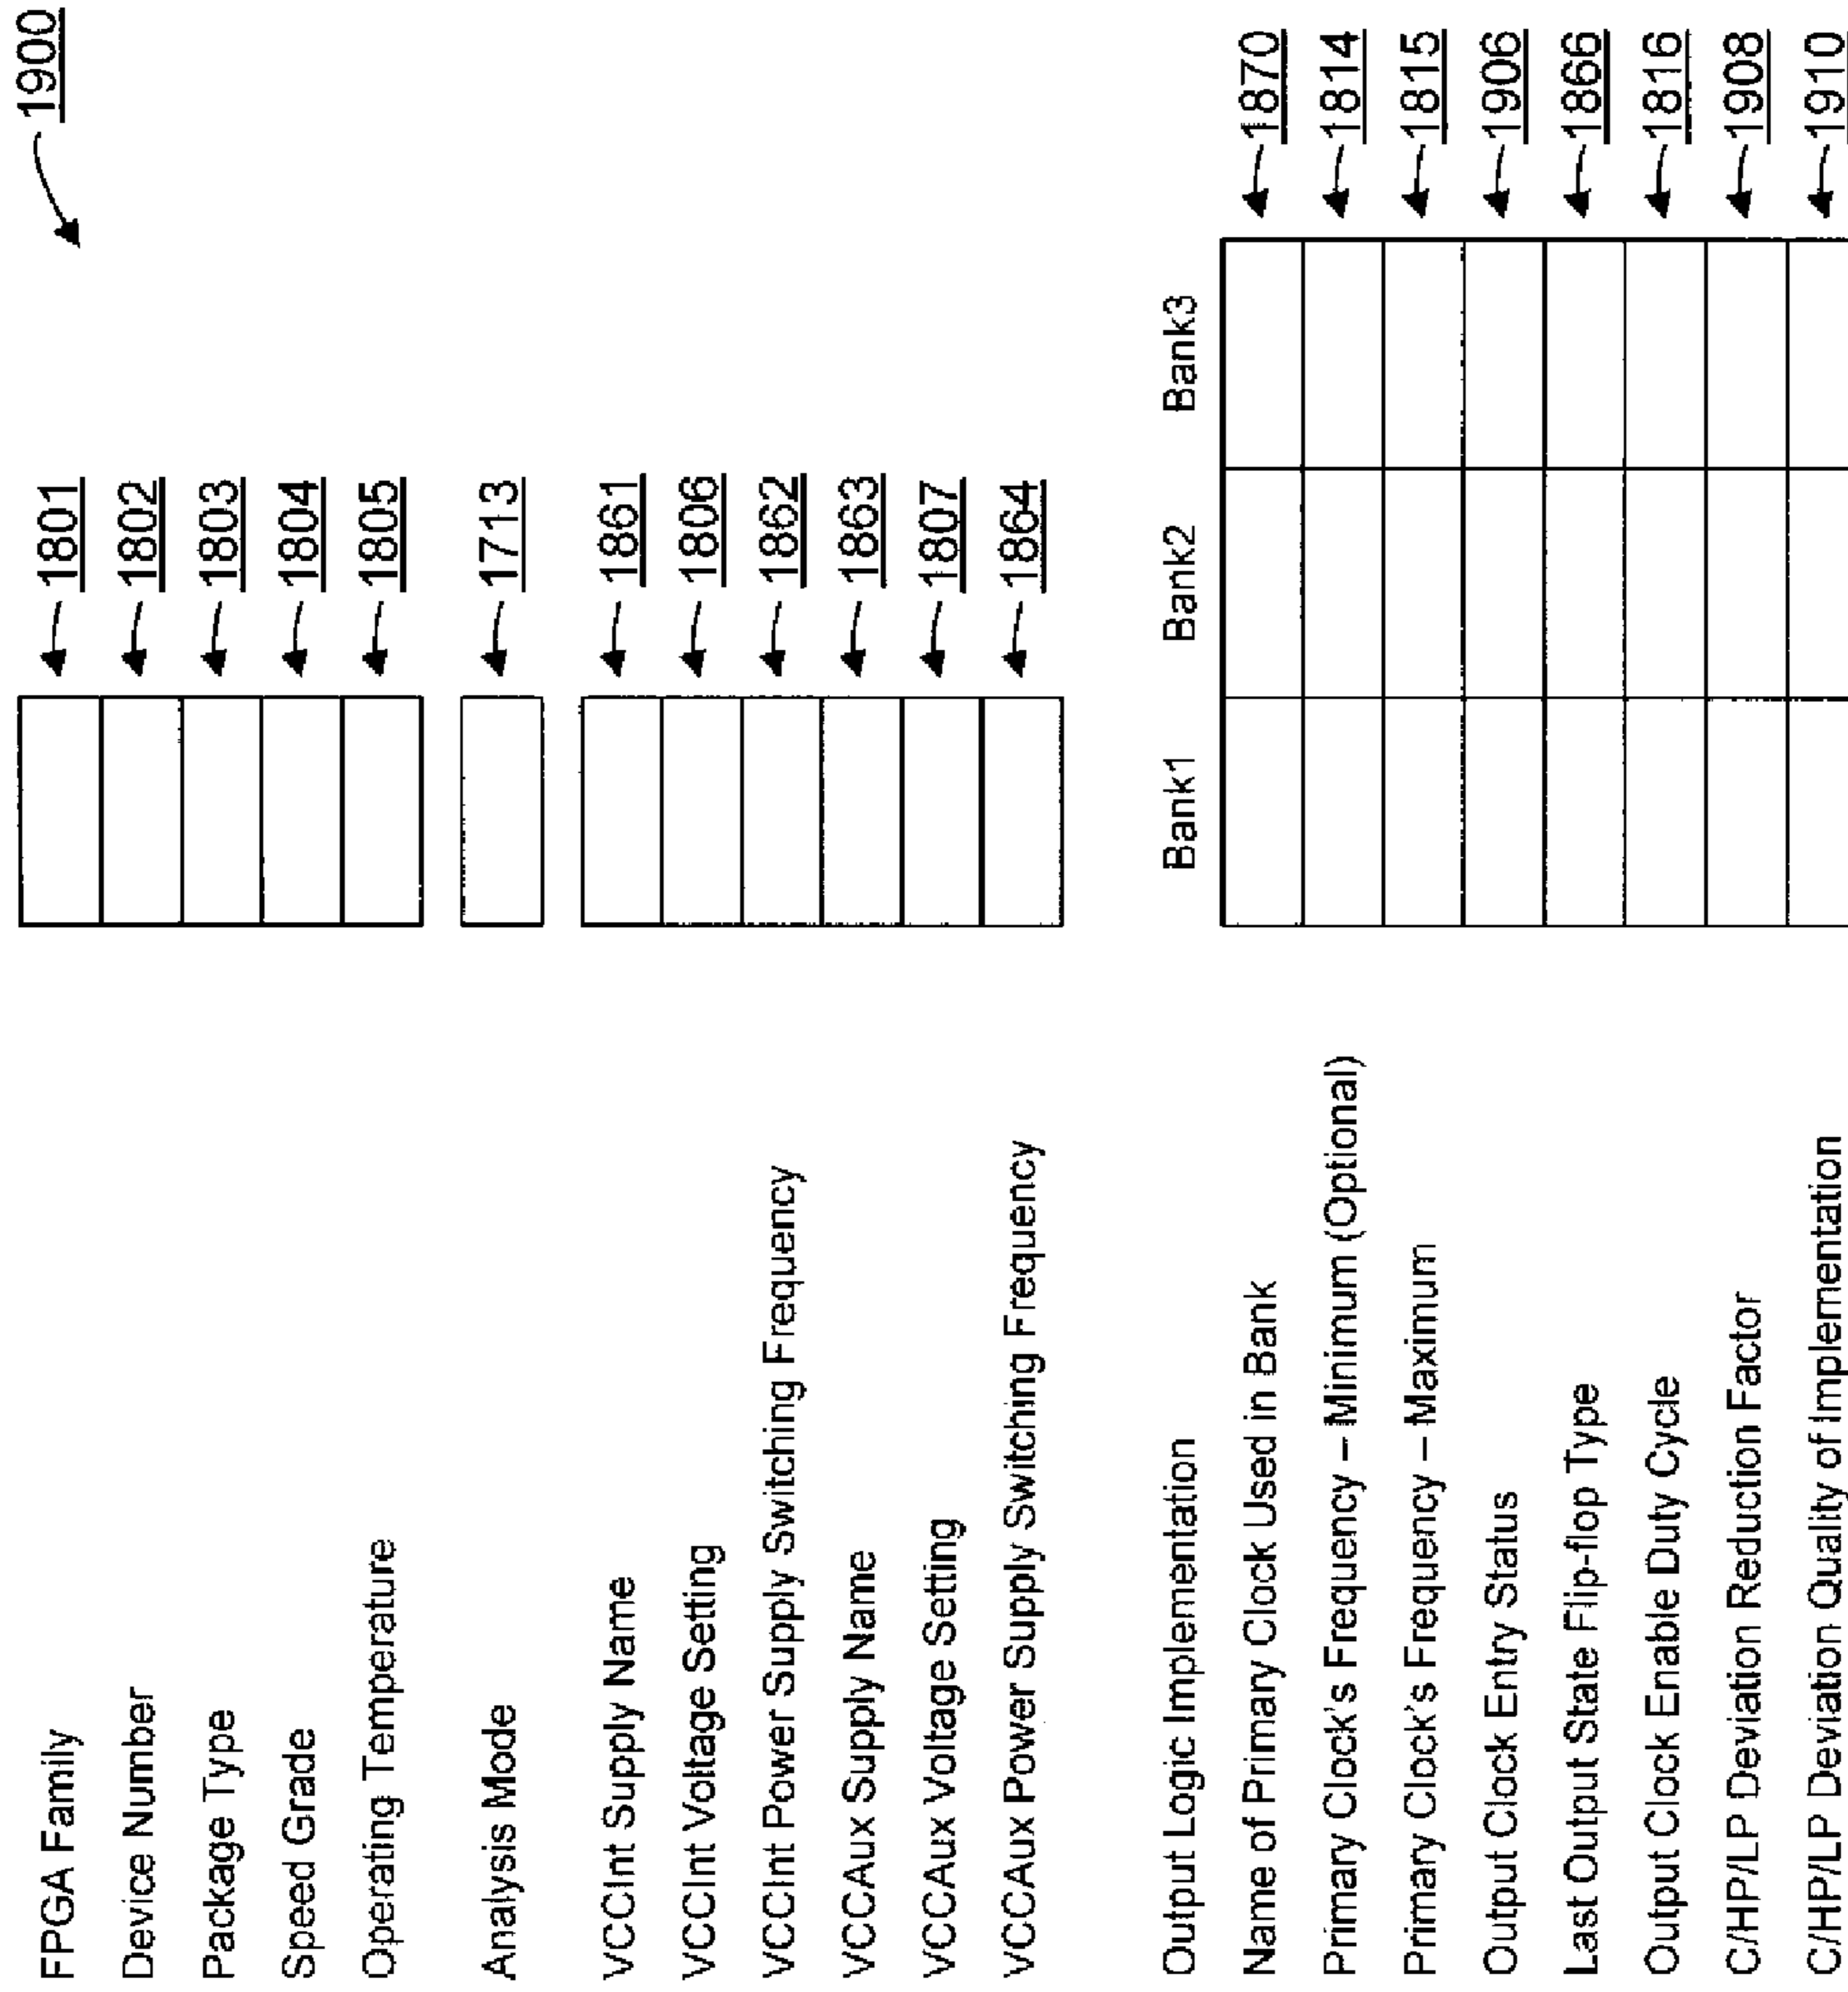 1900
FPGA Family 1801
Device Number 1802
Package Type 1803
Speed Grade 1804
Operating Temperature 1805
Analysis Mode 1713
VCCInt Supply Name 1861
VCCInt Voltage Setting 1806
VCCInt Power Supply Switching Frequency 1862
VCCAux Supply Name 1863
VCCAux Voltage Setting 1807
VCCAux Power Supply Switching Frequency 1864
Output Logic Implementation Bank1 Bank2 Bank3
Name of Primary Clock Used in Bank 1870
Primary Clock's Frequency – Minimum (Optional) 1814
Primary Clock's Frequency – Maximum 1815
Output Clock Entry Status 1906
Last Output State Flip-flop Type 1866
Output Clock Enable Duty Cycle 1816
C/HP/LP Deviation Reduction Factor 1908
C/HP/LP Deviation Quality of Implementation 1910